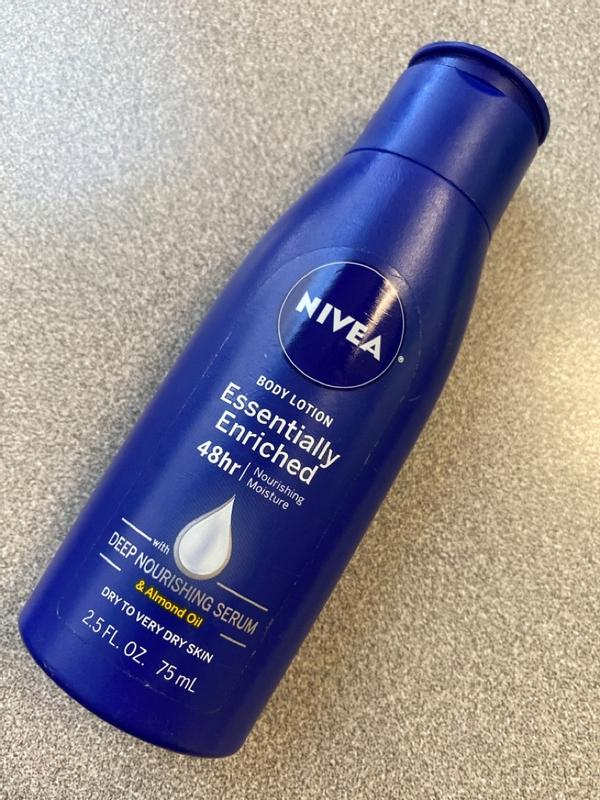 NIVEA
®
BODY LOTION
Essentially
Enriched
48hr | Nourishing
Moisture
with
DEEP NOURISHING SERUM
& Almond Oil
DRY TO VERY DRY SKIN
2.5 FL. OZ. 75 mL